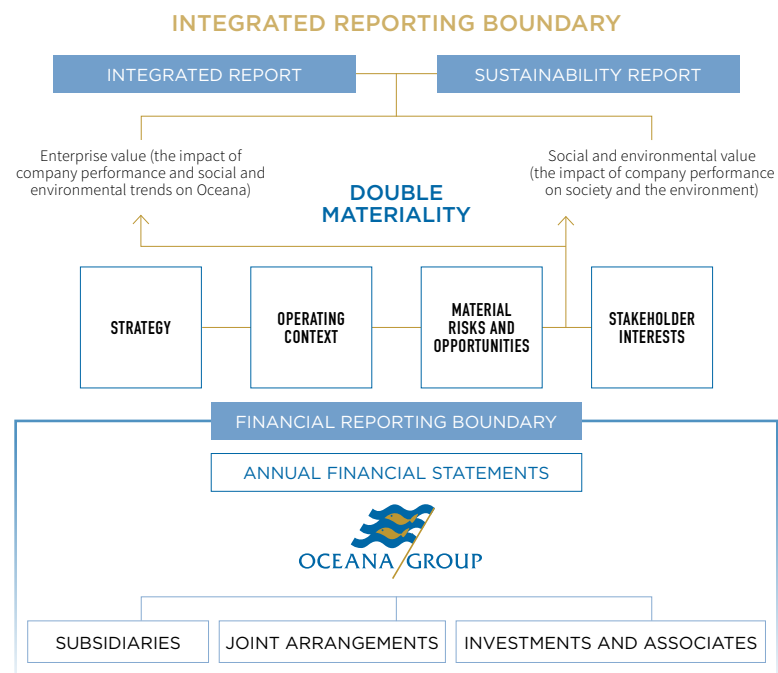 INTEGRATED REPORTING BOUNDARY
INTEGRATED REPORT
SUSTAINABILITY REPORT
Enterprise value (the impact of
company performance and social and
environmental trends on Oceana)
Social and environmental value
(the impact of company performance
on society and the environment)
DOUBLE
MATERIALITY
STRATEGY
OPERATING
CONTEXT
MATERIAL
RISKS AND
OPPORTUNITIES
STAKEHOLDER
INTERESTS
FINANCIAL REPORTING BOUNDARY
ANNUAL FINANCIAL STATEMENTS
OCEANA GROUP
SUBSIDIARIES
JOINT ARRANGEMENTS
INVESTMENTS AND ASSOCIATES